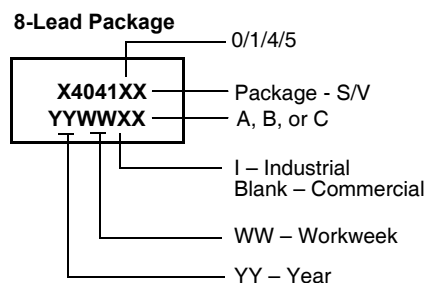 8-Lead Package
0/1/4/5
X4041XX
Package - S/V
YYWWXX
A, B, or C
I – Industrial
Blank – Commercial
WW – Workweek
YY – Year